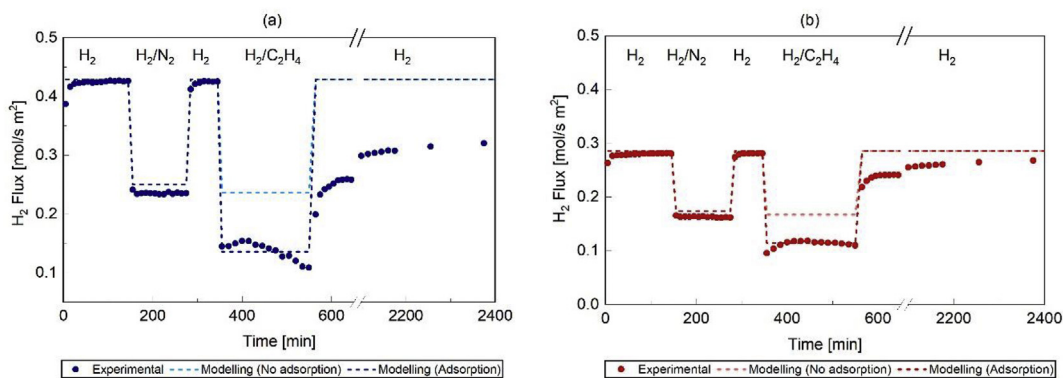 (a)
0.5
H₂ H₂/N₂ H₂ H₂/C₂H₄ H₂
0.4
0.3
0.2
0.1
H₂ Flux [mol/s m²]
0 200 400 600 2200 2400
Time [min]
Experimental Modelling (No adsorption) Modelling (Adsorption)
(b)
0.5
H₂ H₂/N₂ H₂ H₂/C₂H₄ H₂
0.4
0.3
0.2
0.1
0.0
H₂ Flux [mol/s m²]
0 200 400 600 2200 2400
Time [min]
Experimental Modelling (No adsorption) Modelling (Adsorption)